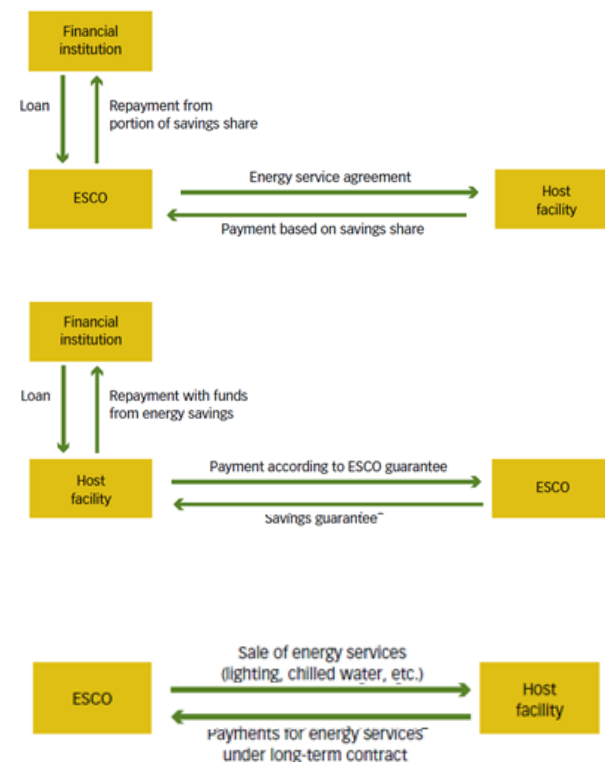 Financial
institution
Loan
Repayment from
portion of savings share
ESCO
Energy service agreement
Payment based on savings share
Host
facility
Financial
institution
Loan
Repayment with funds
from energy savings
Host
facility
Payment according to ESCO guarantee
Savings guarantee
ESCO
ESCO
Sale of energy services
(lighting, chilled water, etc.)
Payments for energy services
under long-term contract
Host
facility